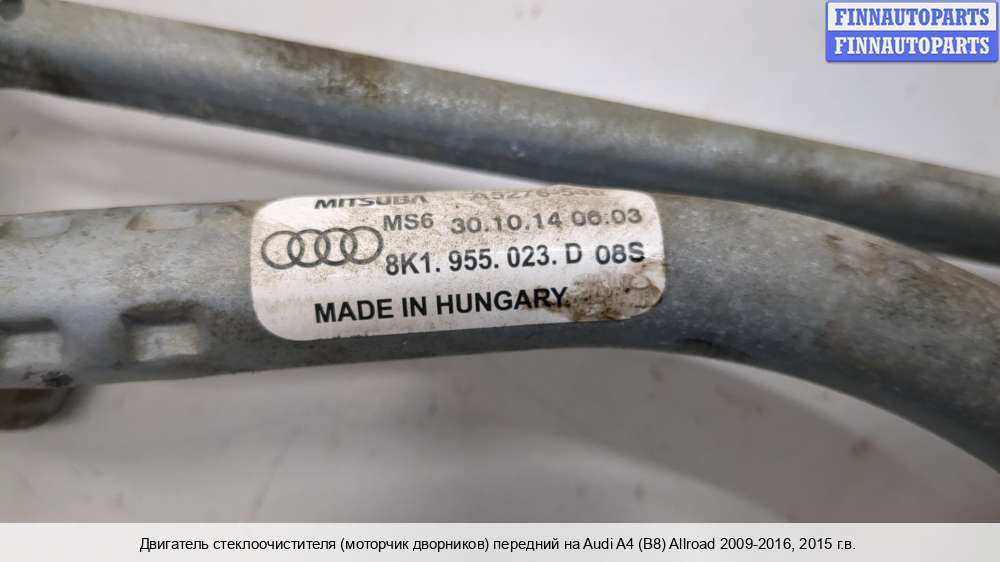 FINNAUTOPARTS
FINNAUTOPARTS
MITSUBA
MS6 30.10.14 06.03
8K1. 955. 023. D 08S
MADE IN HUNGARY.
Двигатель стеклоочистителя (моторчик дворников) передний на Audi A4 (B8) Allroad 2009-2016, 2015 г.в.